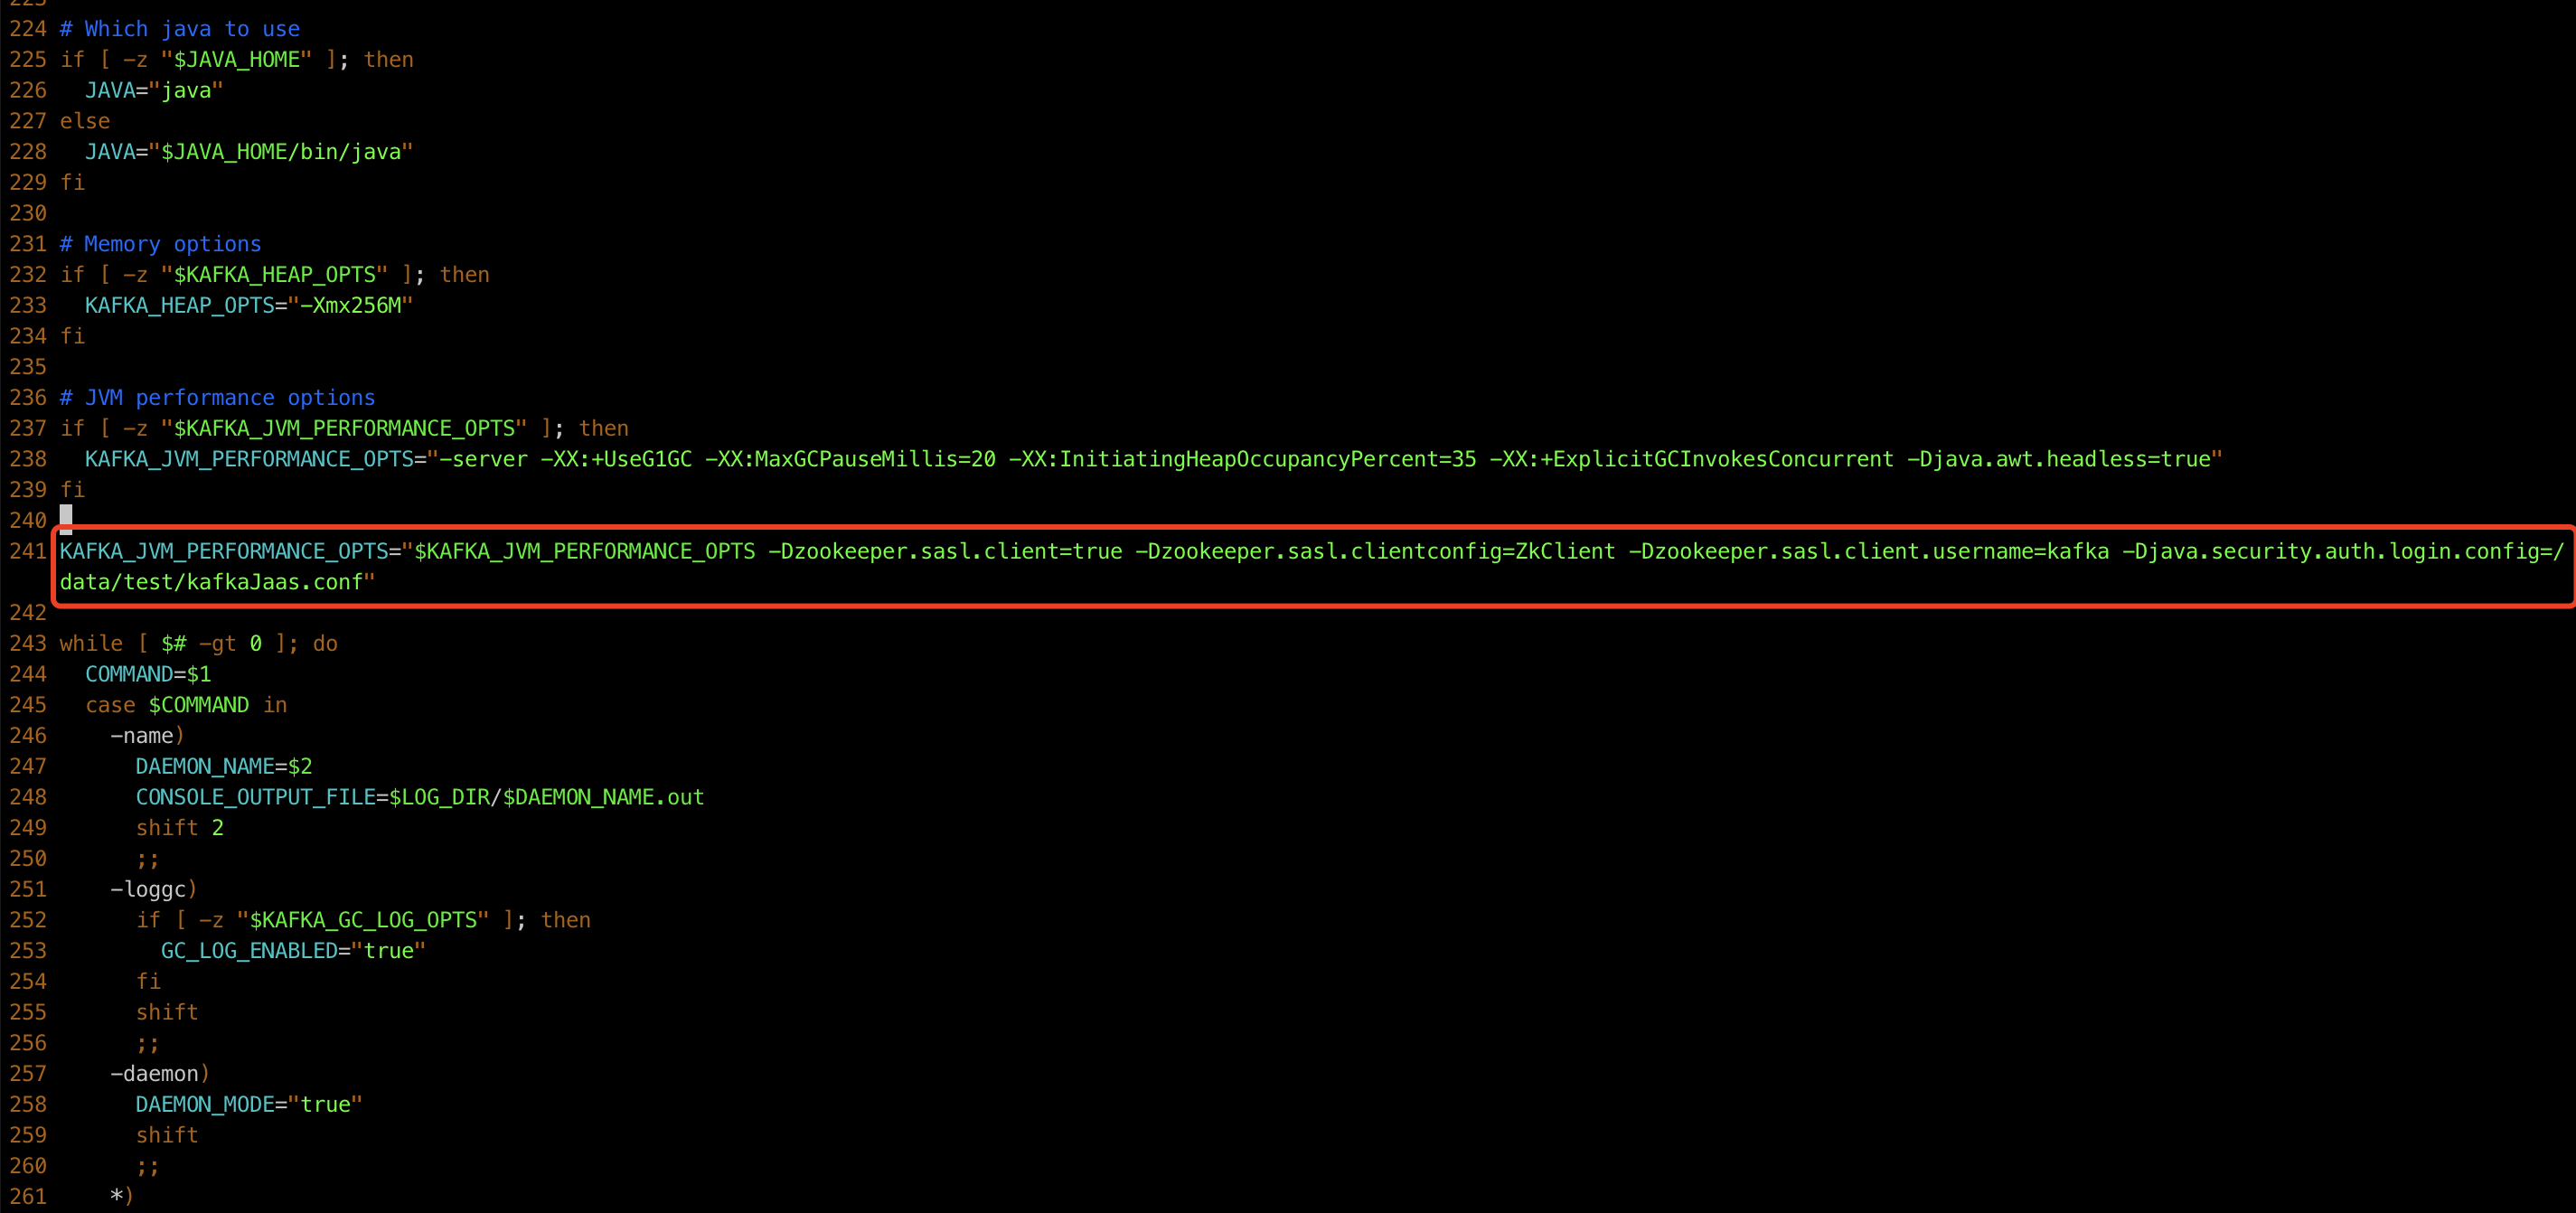 223
224 # Which java to use
225 if [ -z "$JAVA_HOME" ]; then
226   JAVA="java"
227 else
228   JAVA="$JAVA_HOME/bin/java"
229 fi
230
231 # Memory options
232 if [ -z "$KAFKA_HEAP_OPTS" ]; then
233   KAFKA_HEAP_OPTS="-Xmx256M"
234 fi
235
236 # JVM performance options
237 if [ -z "$KAFKA_JVM_PERFORMANCE_OPTS" ]; then
238   KAFKA_JVM_PERFORMANCE_OPTS="-server -XX:+UseG1GC -XX:MaxGCPauseMillis=20 -XX:InitiatingHeapOccupancyPercent=35 -XX:+ExplicitGCInvokesConcurrent -Djava.awt.headless=true"
239 fi
240
241 KAFKA_JVM_PERFORMANCE_OPTS="$KAFKA_JVM_PERFORMANCE_OPTS -Dzookeeper.sasl.client=true -Dzookeeper.sasl.clientconfig=ZkClient -Dzookeeper.sasl.client.username=kafka -Djava.security.auth.login.config=/
data/test/kafkaJaas.conf"
242
243 while [ $# -gt 0 ]; do
244   COMMAND=$1
245   case $COMMAND in
246     -name)
247       DAEMON_NAME=$2
248       CONSOLE_OUTPUT_FILE=$LOG_DIR/$DAEMON_NAME.out
249       shift 2
250       ;;
251     -loggc)
252       if [ -z "$KAFKA_GC_LOG_OPTS" ]; then
253         GC_LOG_ENABLED="true"
254       fi
255       shift
256       ;;
257     -daemon)
258       DAEMON_MODE="true"
259       shift
260       ;;
261     *)